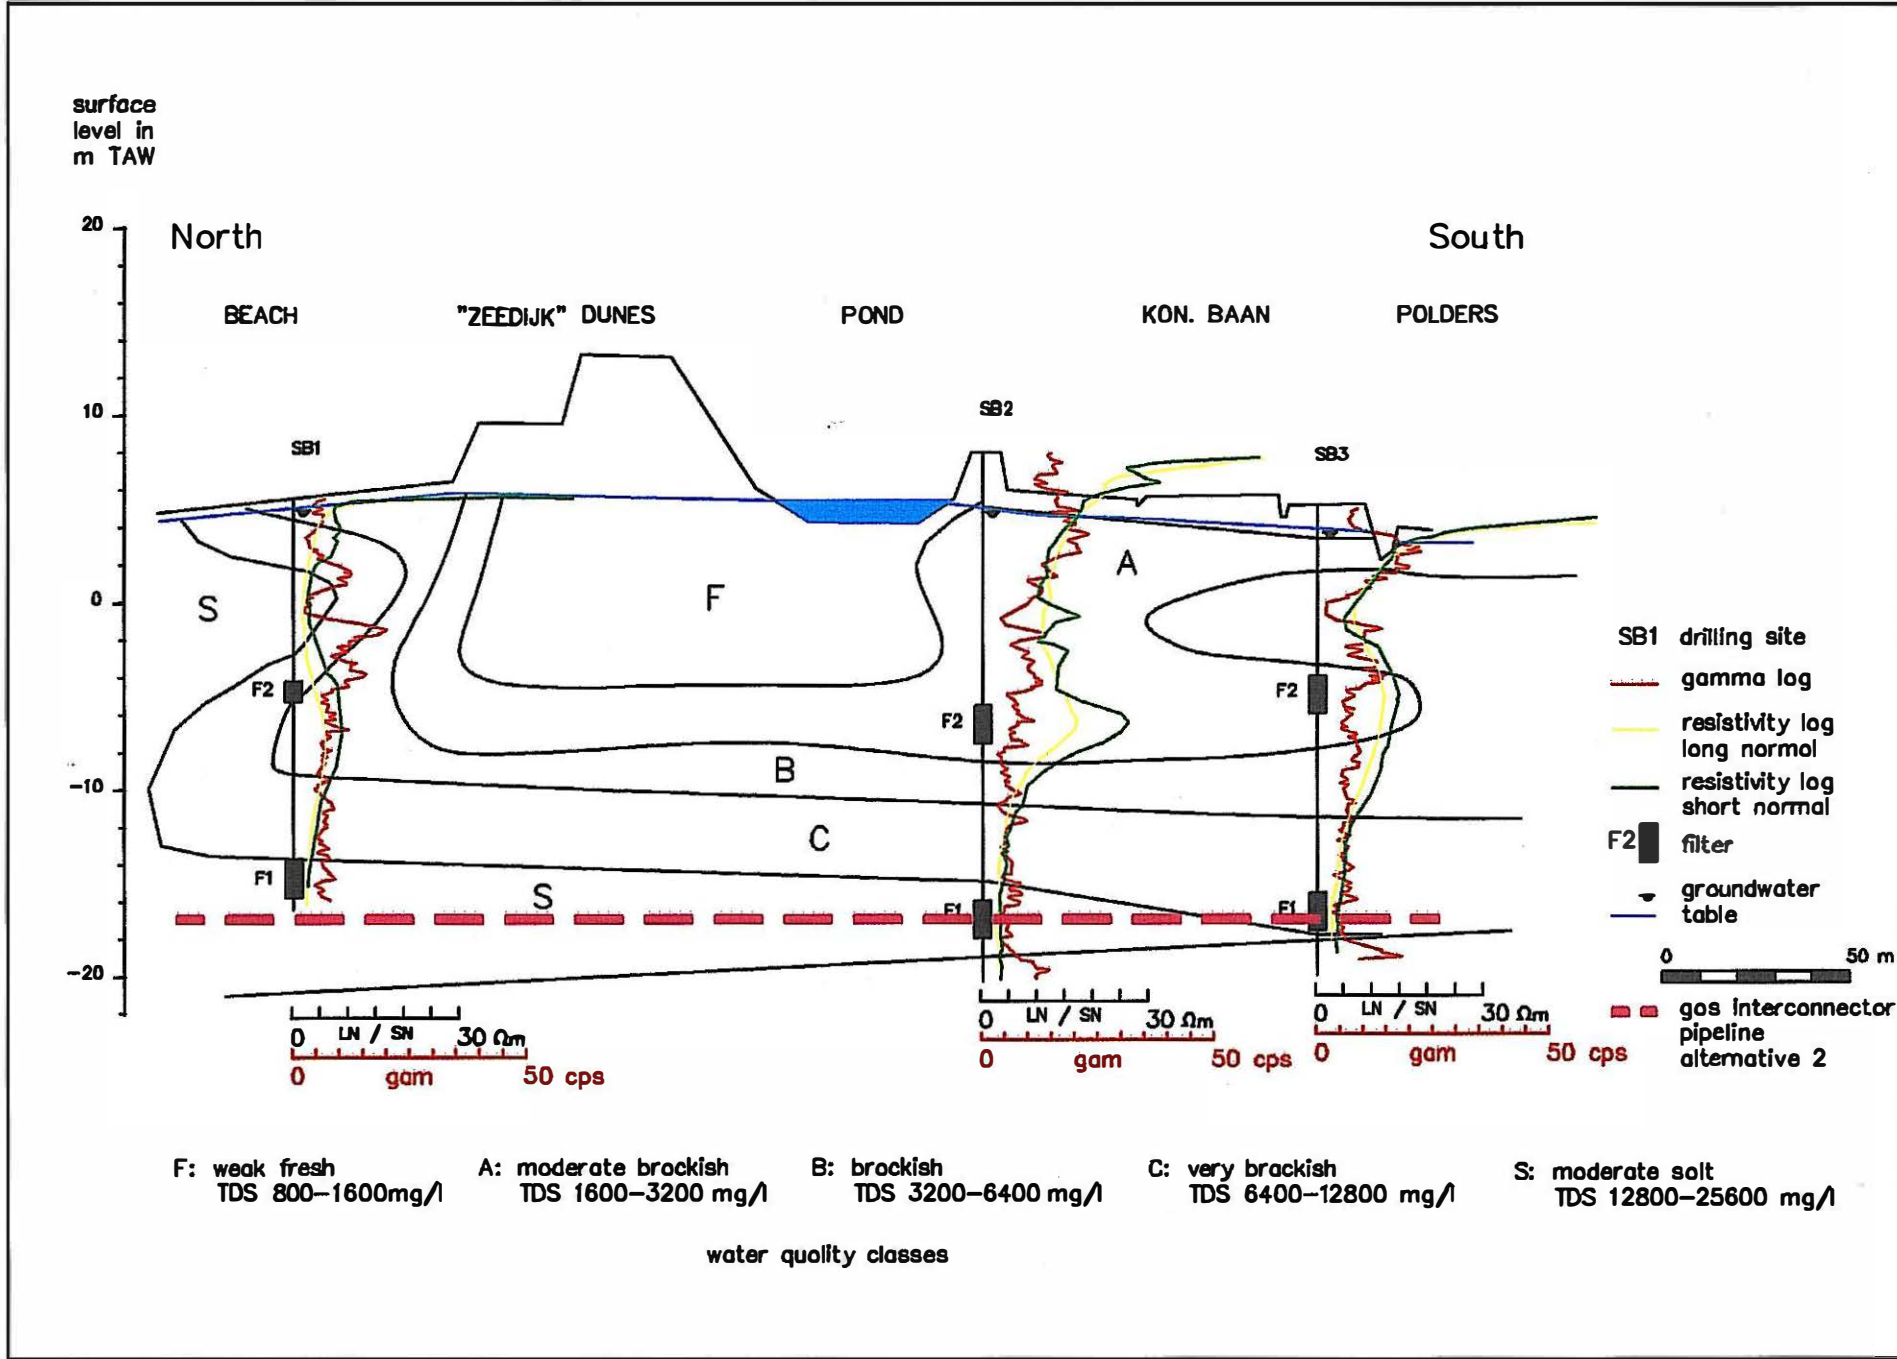 surface
level in
m TAW
20
10
0
-10
-20
North
South
BEACH
"ZEEDIJK" DUNES
POND
KON. BAAN
POLDERS
SB1
SB2
SB3
S
F
A
B
C
S
F2
F1
F2
F1
F2
F1
0 LN / SN 30 Ωm
0 gam 50 cps
0 LN / SN 30 Ωm
0 gam 50 cps
0 LN / SN 30 Ωm
0 gam 50 cps
SB1 drilling site
gamma log
resistivity log
long normal
resistivity log
short normal
F2 filter
groundwater
table
0 50 m
gas interconnector
pipeline
alternative 2
F: weak fresh
TDS 800-1600mg/l
A: moderate brackish
TDS 1600-3200 mg/l
B: brackish
TDS 3200-6400 mg/l
C: very brackish
TDS 6400-12800 mg/l
S: moderate salt
TDS 12800-25600 mg/l
water quality classes